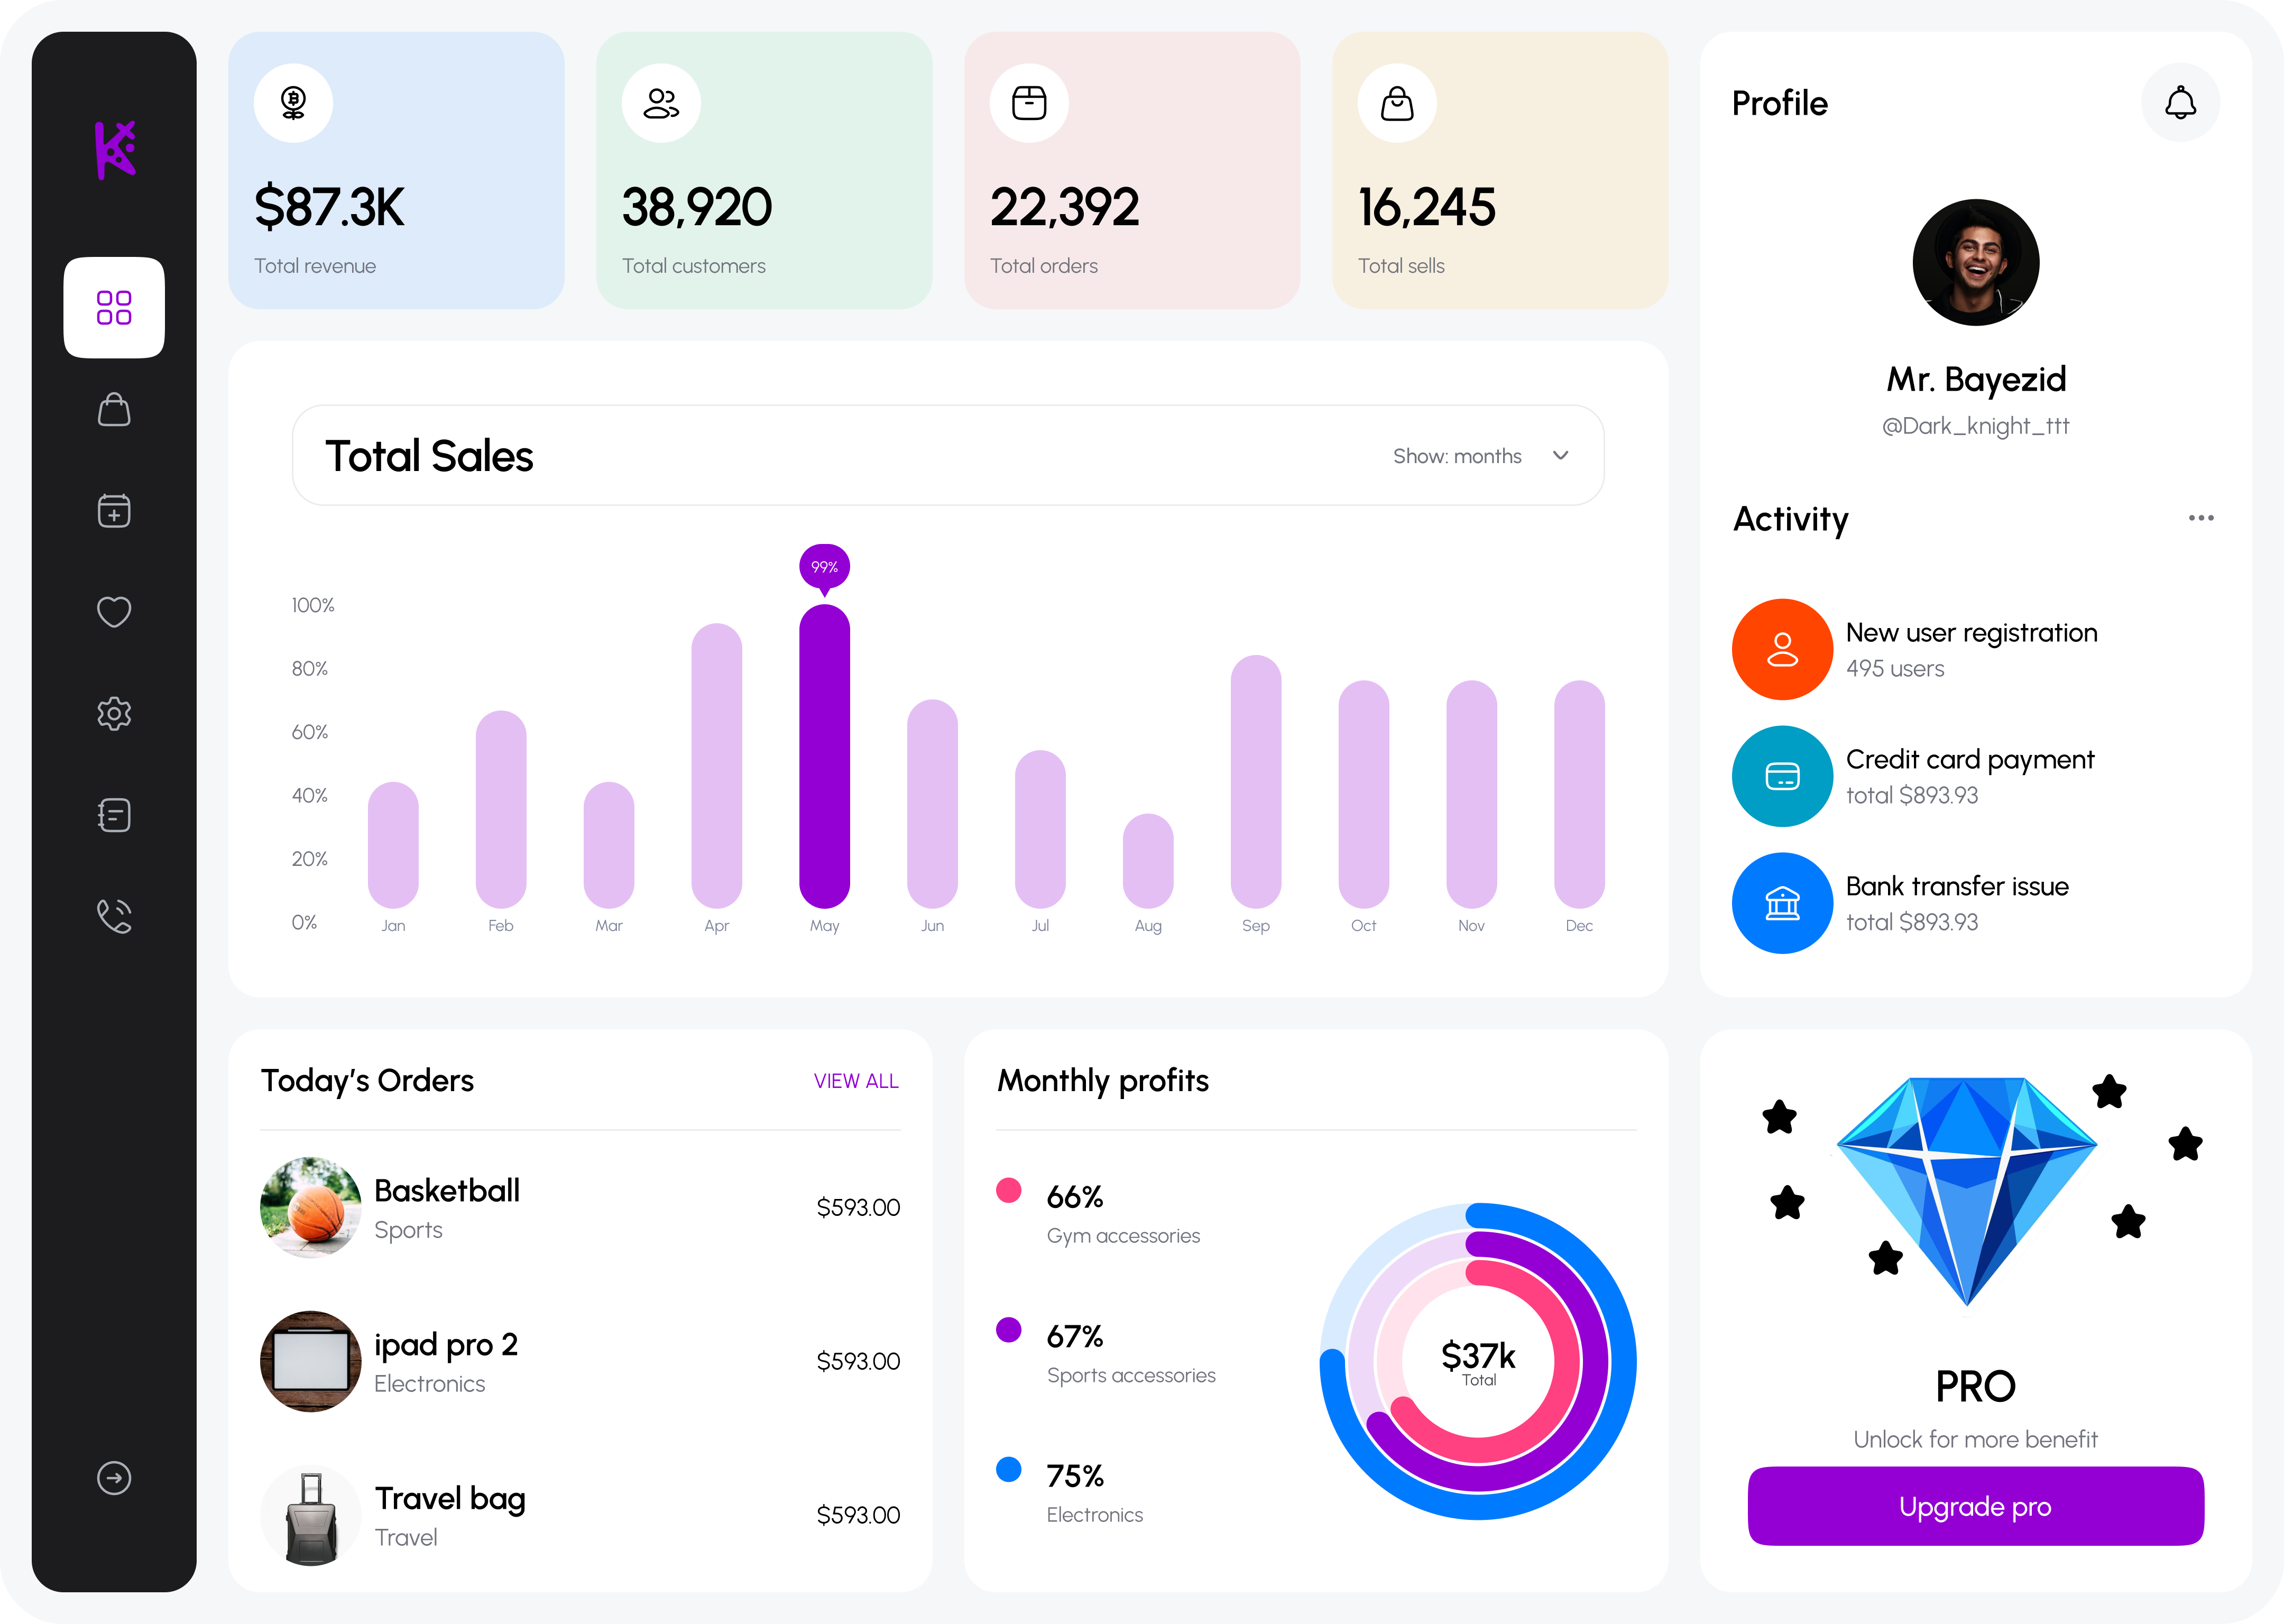 $87.3K
Total revenue
38,920
Total customers
22,392
Total orders
16,245
Total sells
Profile
Mr. Bayezid
@Dark_knight_ttt
Total Sales
Show: months
99%
100%
80%
60%
40%
20%
0%
Jan
Feb
Mar
Apr
May
Jun
Jul
Aug
Sep
Oct
Nov
Dec
Activity
New user registration
495 users
Credit card payment
total $893.93
Bank transfer issue
total $893.93
Today's Orders
VIEW ALL
Basketball
Sports
$593.00
ipad pro 2
Electronics
$593.00
Travel bag
Travel
$593.00
Monthly profits
66%
Gym accessories
67%
Sports accessories
75%
Electronics
$37k
Total
PRO
Unlock for more benefit
Upgrade pro